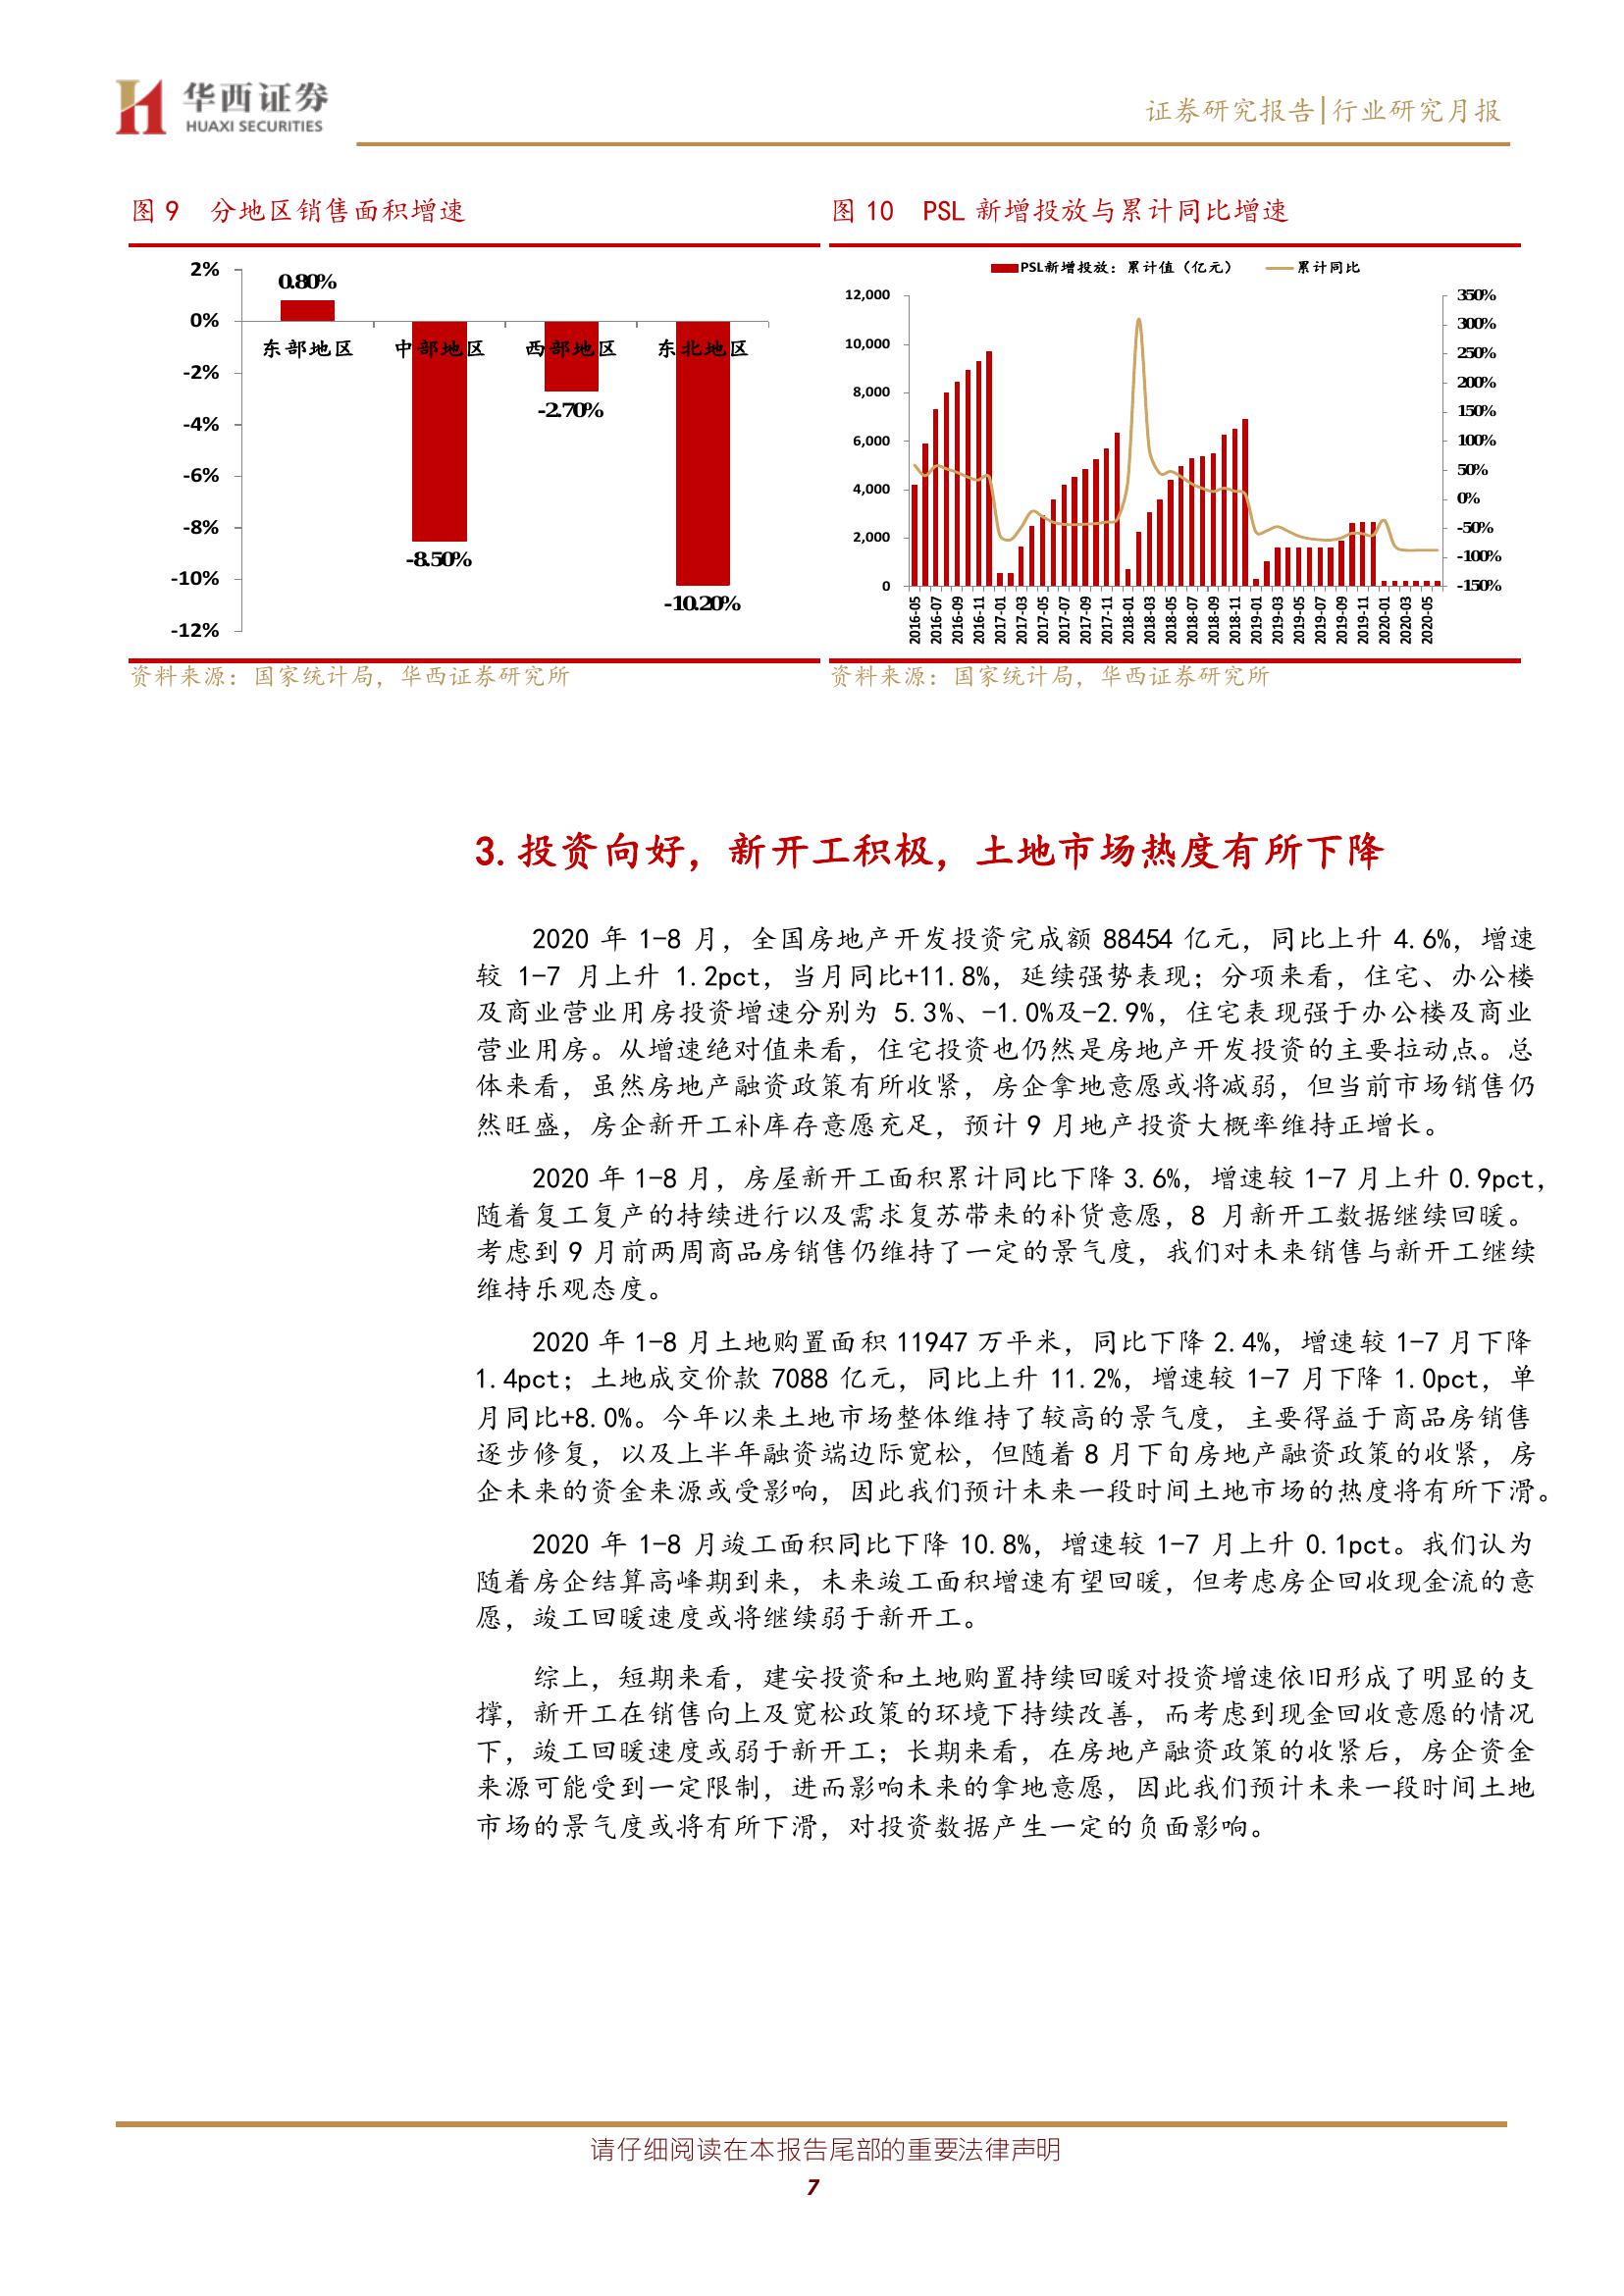 华西证券
HUAXI SECURITIES
证券研究报告|行业研究月报
图 9 分地区销售面积增速
2%
0%
-2%
-4%
-6%
-8%
-10%
-12%
0.80%
-8.50%
-2.70%
-10.20%
东部地区 中部地区 西部地区 东北地区
资料来源：国家统计局，华西证券研究所
图 10 PSL 新增投放与累计同比增速
PSL新增投放：累计值（亿元） 累计同比
12,000
10,000
8,000
6,000
4,000
2,000
0
350%
300%
250%
200%
150%
100%
50%
0%
-50%
-100%
-150%
2016-05 2016-07 2016-09 2016-11 2017-01 2017-03 2017-05 2017-07 2017-09 2017-11 2018-01 2018-03 2018-05 2018-07 2018-09 2018-11 2019-01 2019-03 2019-05 2019-07 2019-09 2019-11 2020-01 2020-03 2020-05
资料来源：国家统计局，华西证券研究所
3.投资向好，新开工积极，土地市场热度有所下降
2020 年 1-8 月，全国房地产开发投资完成额 88454 亿元，同比上升 4.6%，增速
较 1-7 月上升 1.2pct，当月同比+11.8%，延续强势表现；分项来看，住宅、办公楼
及商业营业用房投资增速分别为 5.3%、-1.0%及-2.9%，住宅表现强于办公楼及商业
营业用房。从增速绝对值来看，住宅投资也仍然是房地产开发投资的主要拉动点。总
体来看，虽然房地产融资政策有所收紧，房企拿地意愿或将减弱，但当前市场销售仍
然旺盛，房企新开工补库存意愿充足，预计 9 月地产投资大概率维持正增长。
2020 年 1-8 月，房屋新开工面积累计同比下降 3.6%，增速较 1-7 月上升 0.9pct，
随着复工复产的持续进行以及需求复苏带来的补货意愿，8 月新开工数据继续回暖。
考虑到 9 月前两周商品房销售仍维持了一定的景气度，我们对未来销售与新开工继续
维持乐观态度。
2020 年 1-8 月土地购置面积 11947 万平米，同比下降 2.4%，增速较 1-7 月下降
1.4pct；土地成交价款 7088 亿元，同比上升 11.2%，增速较 1-7 月下降 1.0pct，单
月同比+8.0%。今年以来土地市场整体维持了较高的景气度，主要得益于商品房销售
逐步修复，以及上半年融资端边际宽松，但随着 8 月下旬房地产融资政策的收紧，房
企未来的资金来源或受影响，因此我们预计未来一段时间土地市场的热度将有所下滑。
2020 年 1-8 月竣工面积同比下降 10.8%，增速较 1-7 月上升 0.1pct。我们认为
随着房企结算高峰期到来，未来竣工面积增速有望回暖，但考虑房企回收现金流的意
愿，竣工回暖速度或将继续弱于新开工。
综上，短期来看，建安投资和土地购置持续回暖对投资增速依旧形成了明显的支
撑，新开工在销售向上及宽松政策的环境下持续改善，而考虑到现金回收意愿的情况
下，竣工回暖速度或弱于新开工；长期来看，在房地产融资政策的收紧后，房企资金
来源可能受到一定限制，进而影响未来的拿地意愿，因此我们预计未来一段时间土地
市场的景气度或将有所下滑，对投资数据产生一定的负面影响。
请仔细阅读在本报告尾部的重要法律声明
7